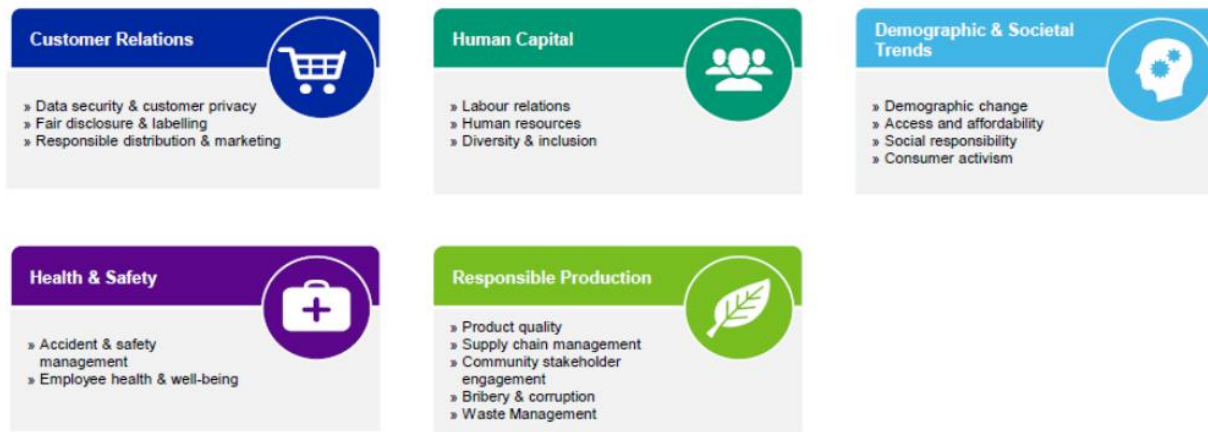 Customer Relations
» Data security & customer privacy
» Fair disclosure & labelling
» Responsible distribution & marketing
Human Capital
» Labour relations
» Human resources
» Diversity & inclusion
Demographic & Societal
Trends
» Demographic change
» Access and affordability
» Social responsibility
» Consumer activism
Health & Safety
» Accident & safety
management
» Employee health & well-being
Responsible Production
» Product quality
» Supply chain management
» Community stakeholder
engagement
» Bribery & corruption
» Waste Management